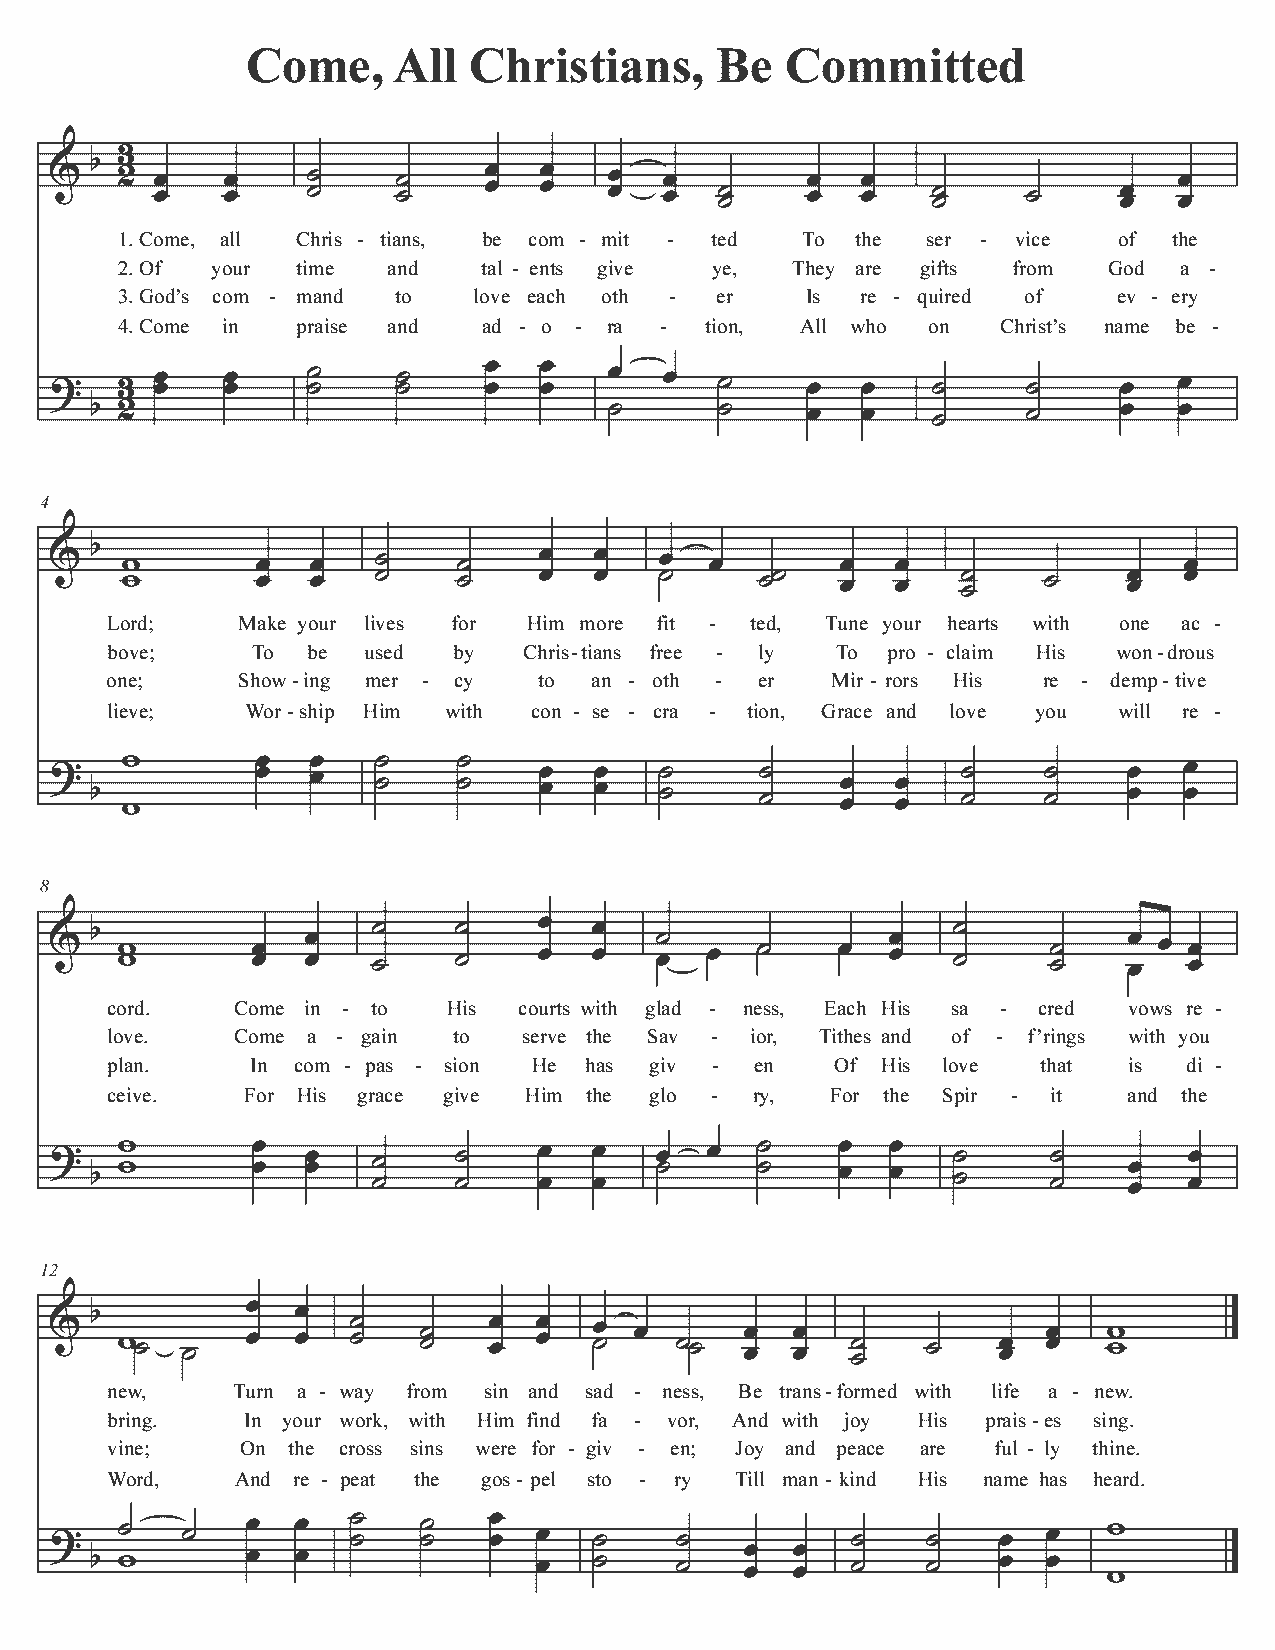 Come, All Christians, Be Committed
1. Come, all Chris - tians, be com - mit - ted To the ser - vice of the
2. Of your time and tal - ents give ye, They are gifts from God a -
3. God's com - mand to love each oth - er Is re - quired of ev - ery
4. Come in praise and ad - o - ra - tion, All who on Christ's name be -
4
Lord; Make your lives for Him more fit - ted, Tune your hearts with one ac -
bove; To be used by Chris - tians free - ly To pro - claim His won - drous
one; Show - ing mer - cy to an - oth - er Mir - rors His re - demp - tive
lieve; Wor - ship Him with con - se - cra - tion, Grace and love you will re -
8
cord. Come in - to His courts with glad - ness, Each His sa - cred vows re -
love. Come a - gain to serve the Sav - ior, Tithes and of - f'rings with you
plan. In com - pas - sion He has giv - en Of His love that is di -
ceive. For His grace give Him the glo - ry, For the Spir - it and the
12
new, Turn a - way from sin and sad - ness, Be trans - formed with life a - new.
bring. In your work, with Him find fa - vor, And with joy His prais - es sing.
vine; On the cross sins were for - giv - en; Joy and peace are ful - ly thine.
Word, And re - peat the gos - pel sto - ry Till man - kind His name has heard.